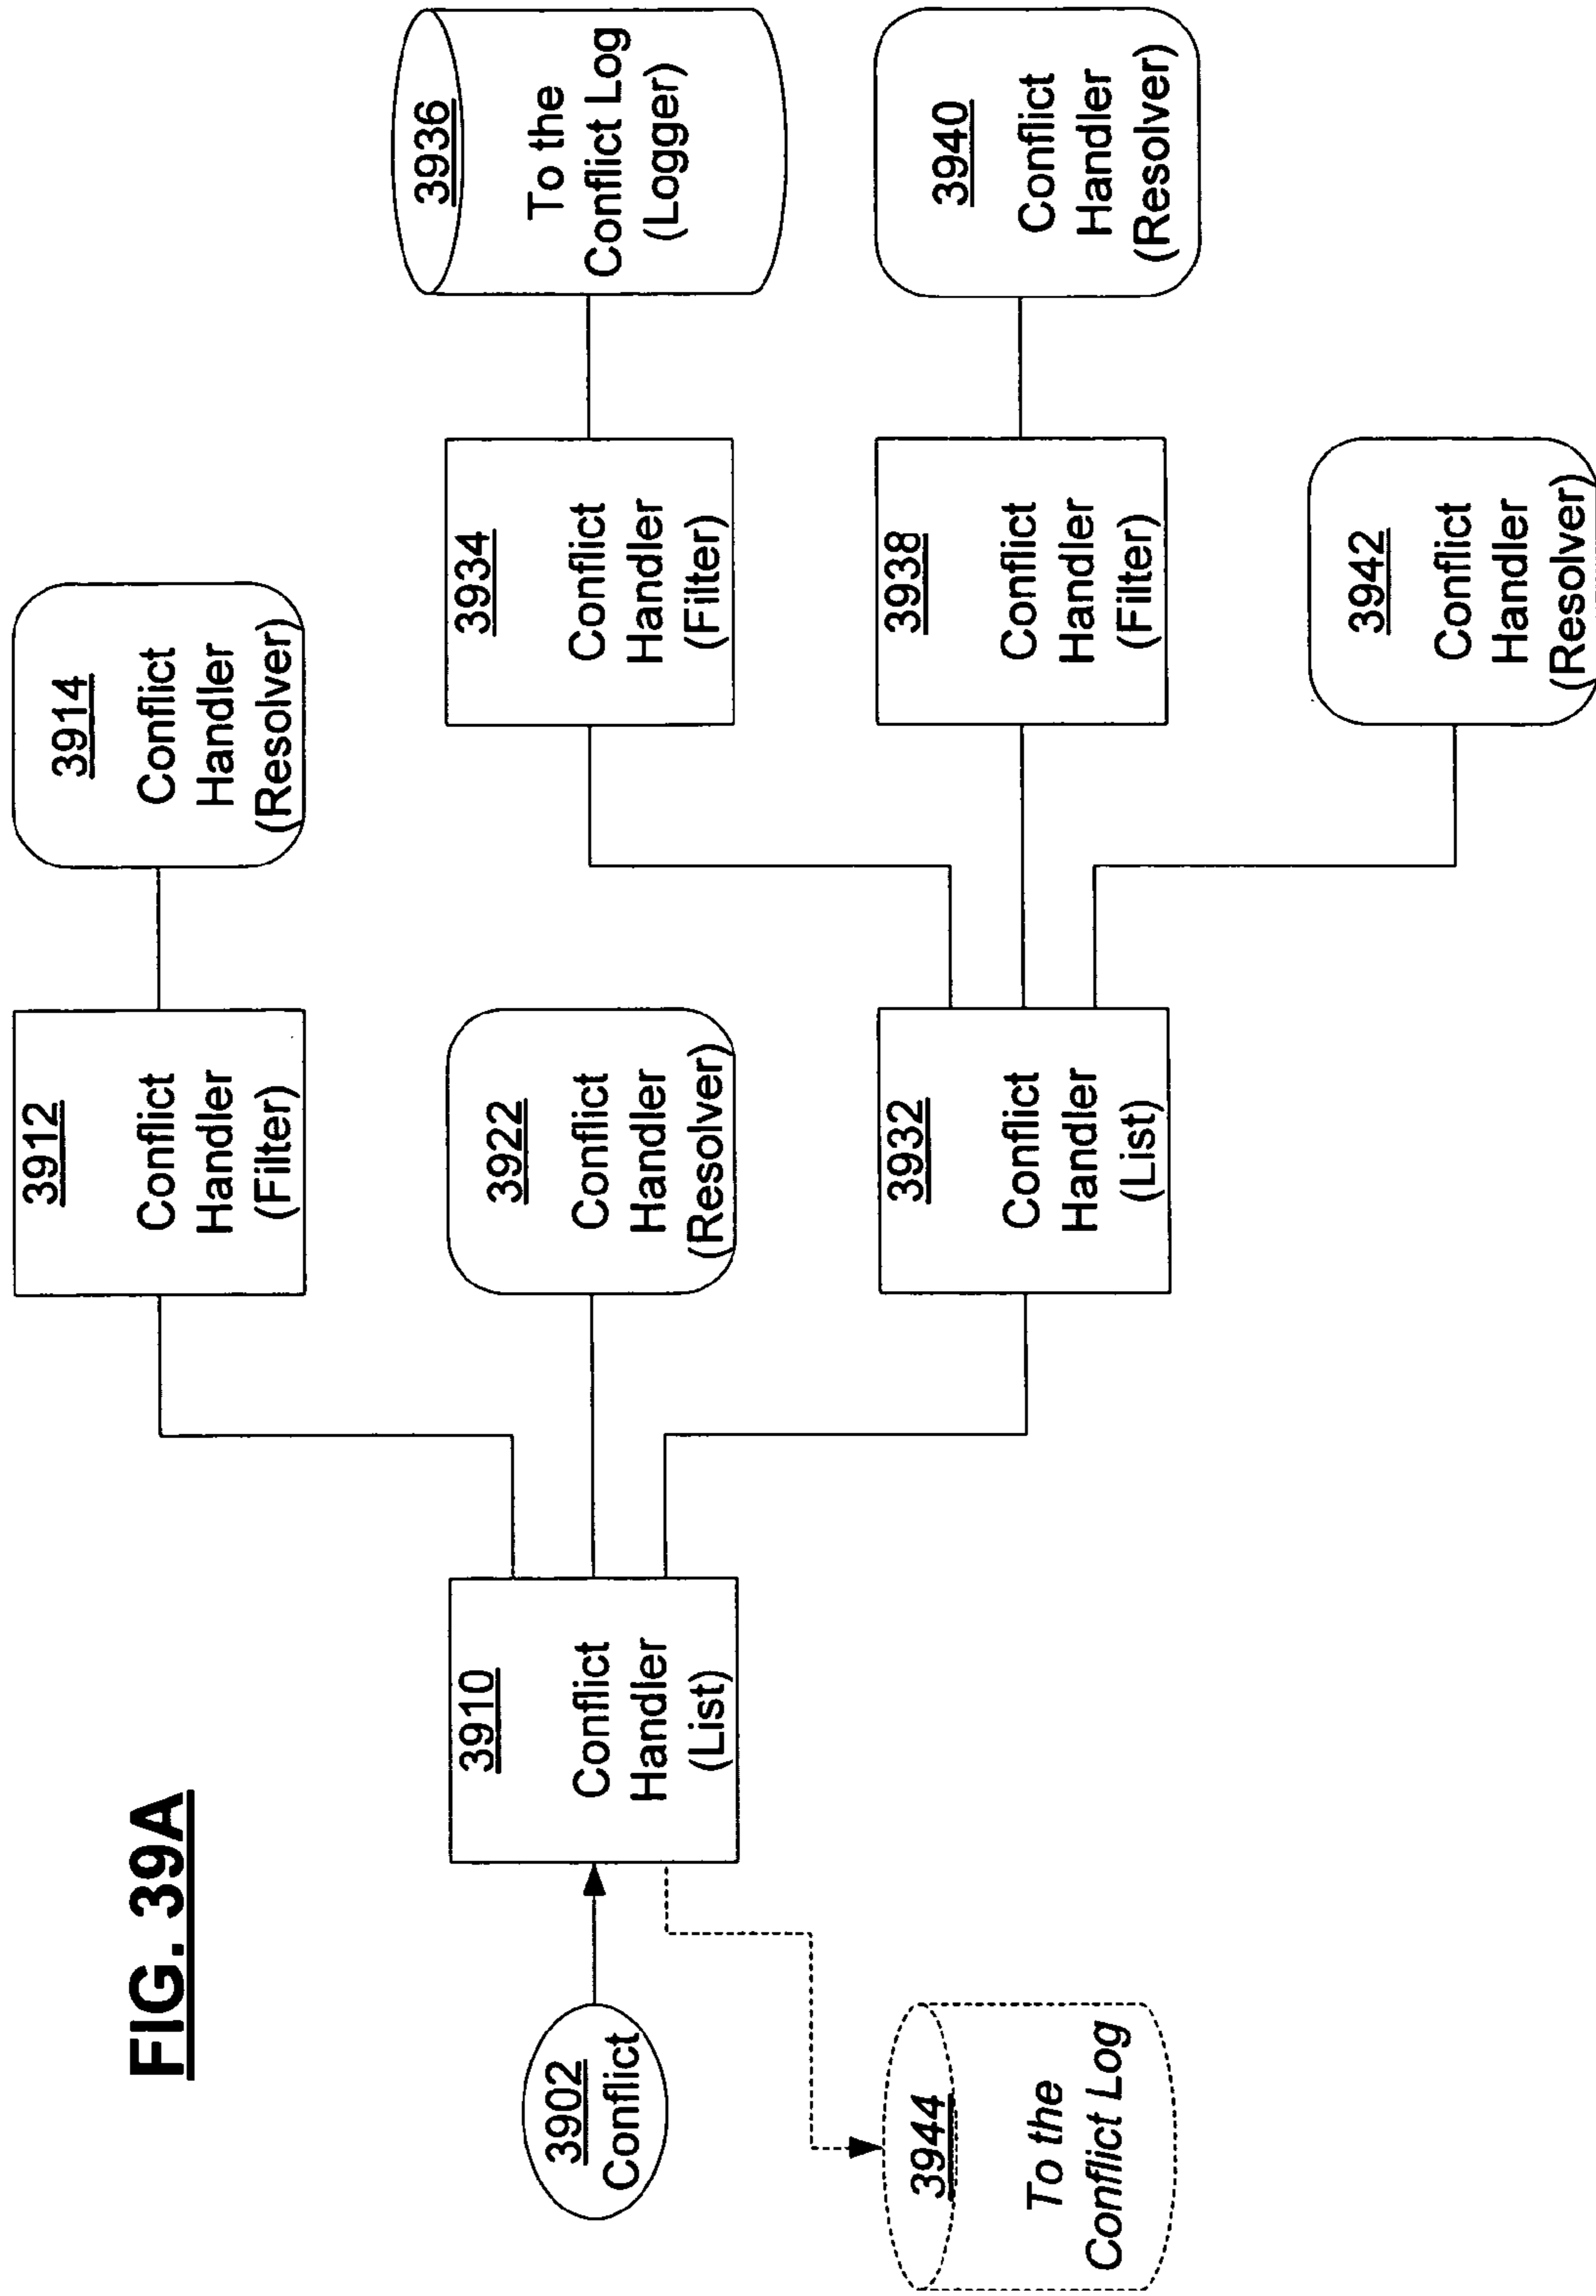 FIG. 39A
3902
Conflict
3910
Conflict
Handler
(List)
3944
To the
Conflict Log
3912
Conflict
Handler
(Filter)
3914
Conflict
Handler
(Resolver)
3922
Conflict
Handler
(Resolver)
3932
Conflict
Handler
(List)
3934
Conflict
Handler
(Filter)
3936
To the
Conflict Log
(Logger)
3938
Conflict
Handler
(Filter)
3940
Conflict
Handler
(Resolver)
3942
Conflict
Handler
(Resolver)